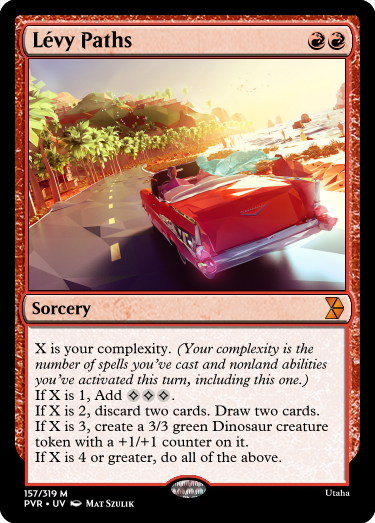 Lévy Paths
Sorcery
X is your complexity. (Your complexity is the
number of spells you've cast and nonland abilities
you've activated this turn, including this one.)
If X is 1, Add
If X is 2, discard two cards. Draw two cards.
If X is 3, create a 3/3 green Dinosaur creature
token with a +1/+1 counter on it.
If X is 4 or greater, do all of the above.
157/319 M
Utaha
PVR • UV Mat Szulik